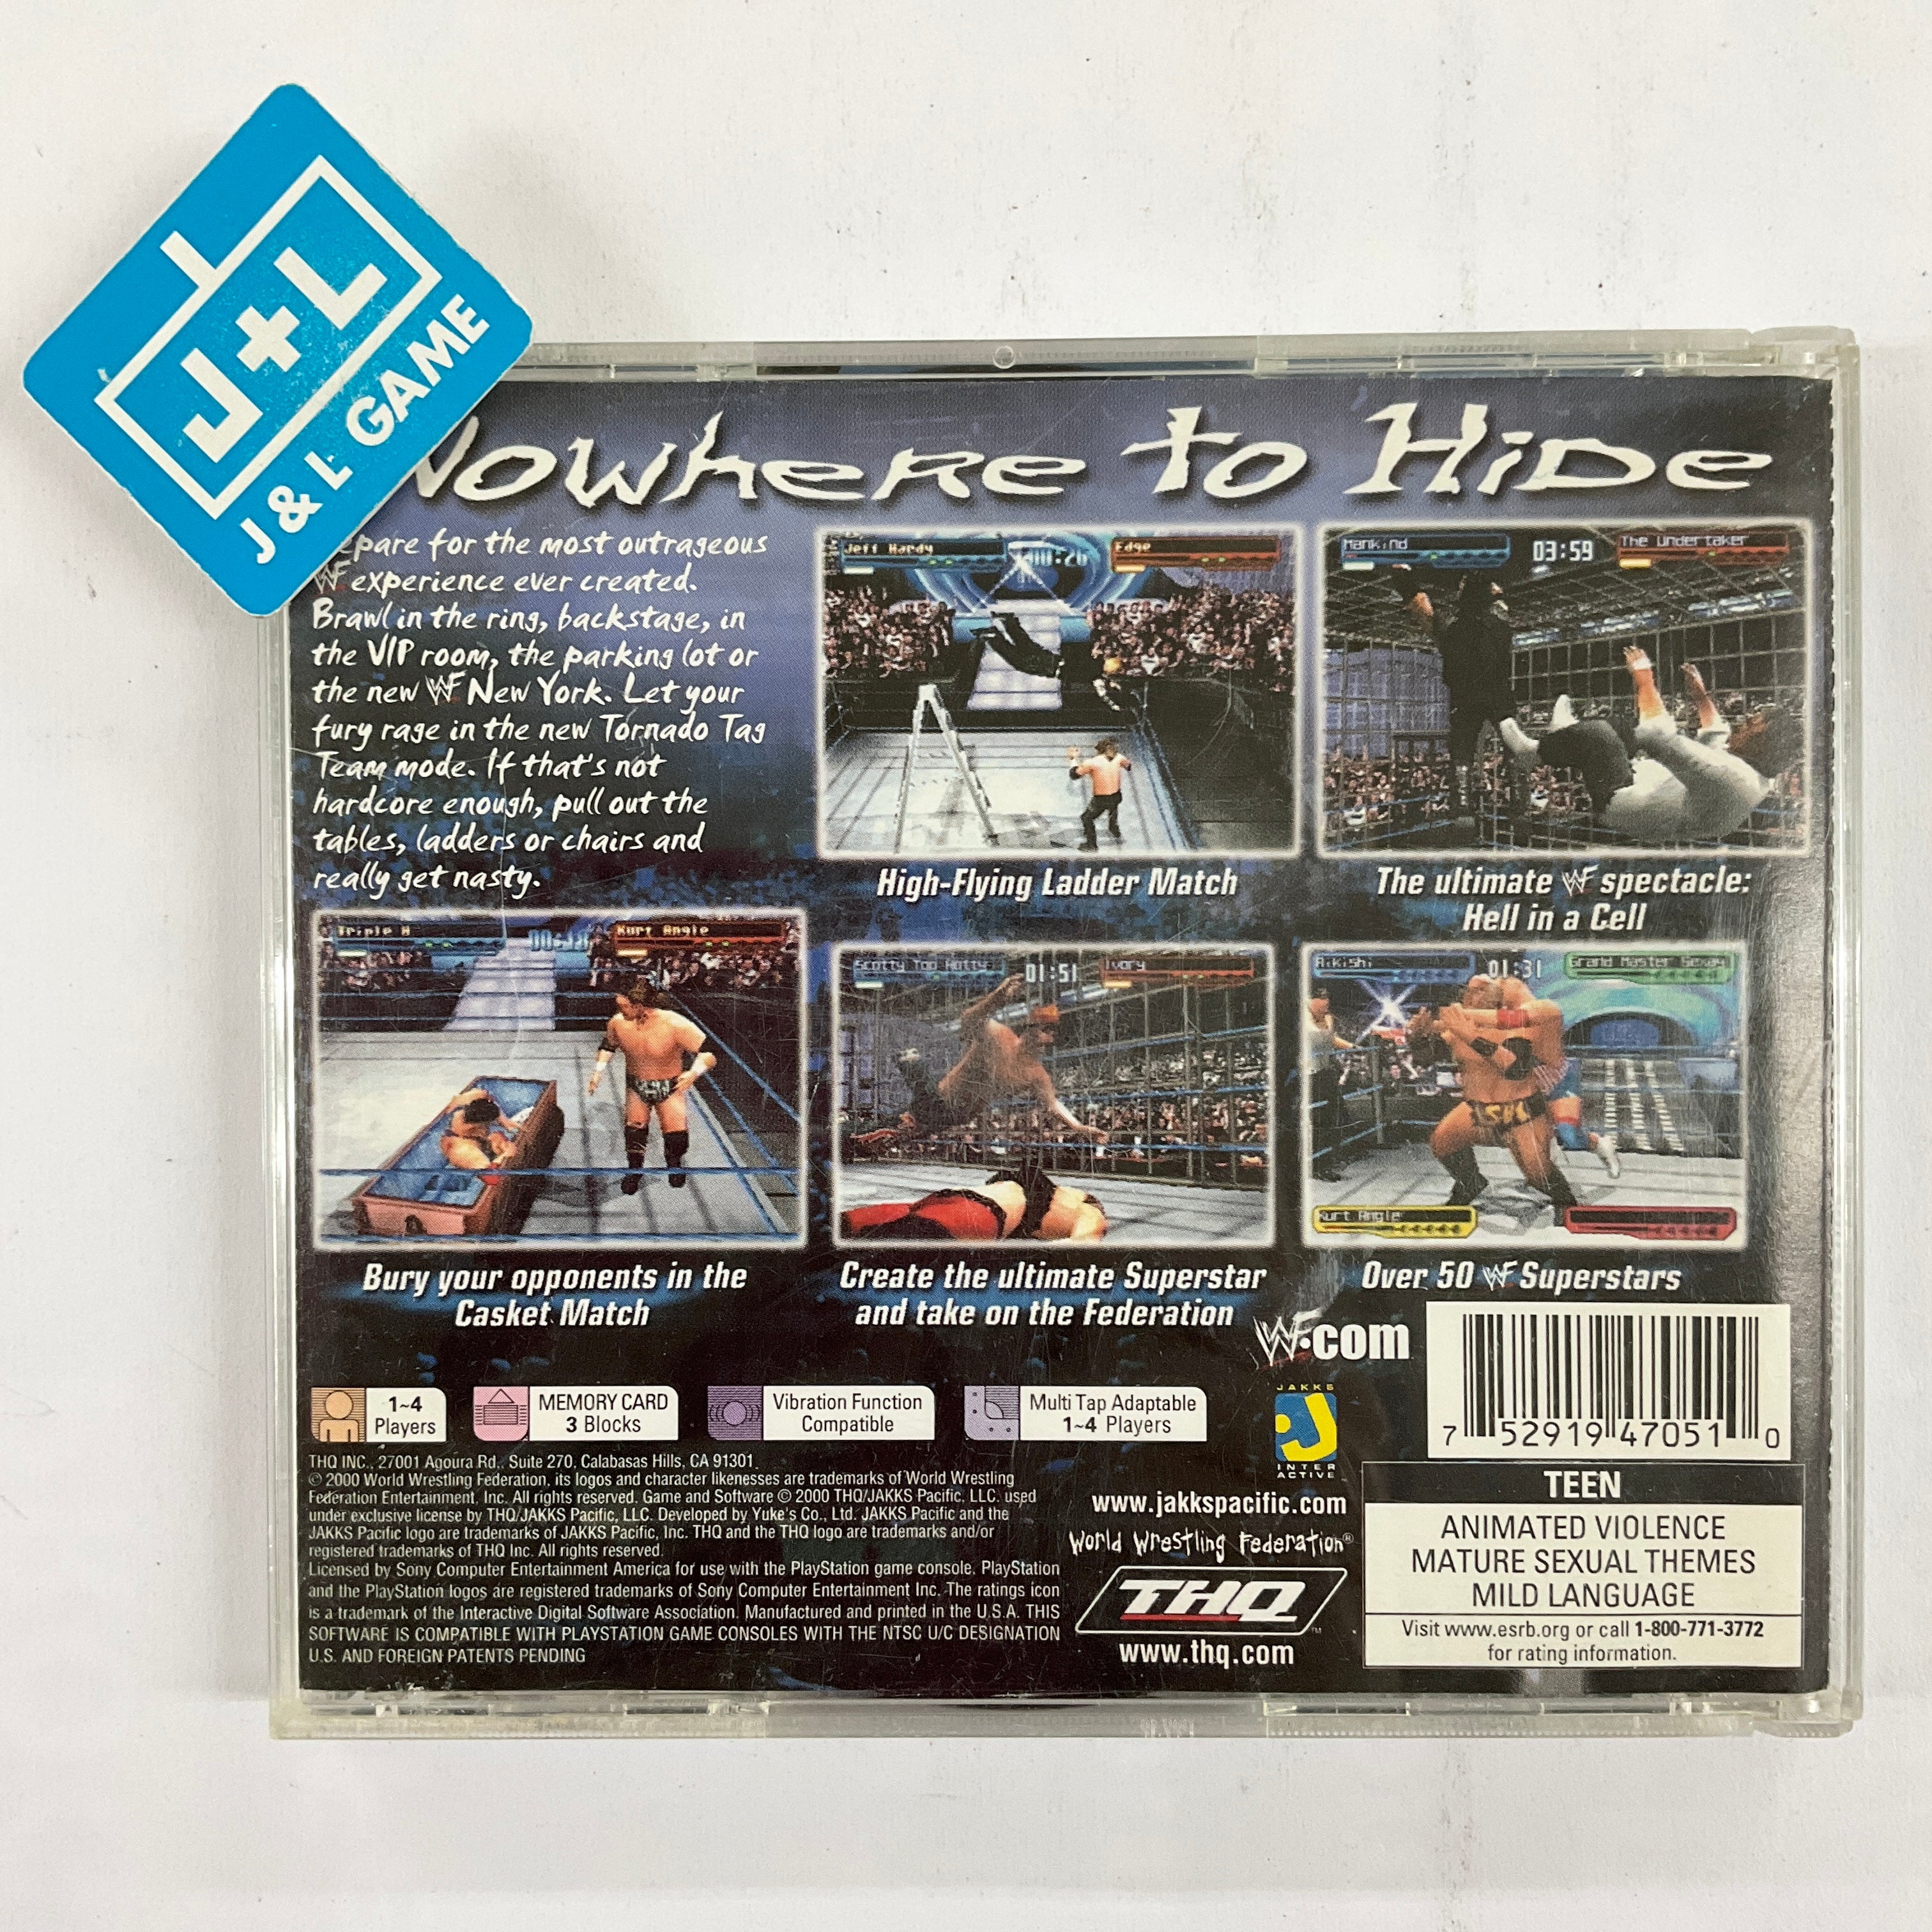 J+L
J & L GAME
Nowhere to Hide
epare for the most outrageous
WF experience ever created.
Brawl in the ring, backstage, in
the VIP room, the parking lot or
the new WF New York. Let your
fury rage in the new Tornado Tag
Team mode. If that's not
hardcore enough, pull out the
tables, ladders or chairs and
really get nasty.
Jeff Hardy 00:26 Edge
High-Flying Ladder Match
Mankind 03:59 The Undertaker
The ultimate WF spectacle:
Hell in a Cell
Triple H Kurt Angle
Bury your opponents in the
Casket Match
Scotty Too Hotty 01:51 Ivory
Create the ultimate Superstar
and take on the Federation
Rikishi 01:31 Grand Master Sexay
Kurt Angle
Over 50 WF Superstars
WF.com
7 52919 47051 0
1~4
Players
MEMORY CARD
3 Blocks
Vibration Function
Compatible
Multi Tap Adaptable
1~4 Players
JAKKS
J
INTER
ACTIVE
THQ INC., 27001 Agoura Rd., Suite 270, Calabasas Hills, CA 91301
© 2000 World Wrestling Federation, its logos and character likenesses are trademarks of World Wrestling
Federation Entertainment, Inc. All rights reserved. Game and Software © 2000 THQ/JAKKS Pacific, LLC. used
under exclusive license by THQ/JAKKS Pacific, LLC. Developed by Yuke's Co., Ltd. JAKKS Pacific and the
JAKKS Pacific logo are trademarks of JAKKS Pacific, Inc. THQ and the THQ logo are trademarks and/or
registered trademarks of THQ Inc. All rights reserved.
Licensed by Sony Computer Entertainment America for use with the PlayStation game console. PlayStation
and the PlayStation logos are registered trademarks of Sony Computer Entertainment Inc. The ratings icon
is a trademark of the Interactive Digital Software Association. Manufactured and printed in the U.S.A. THIS
SOFTWARE IS COMPATIBLE WITH PLAYSTATION GAME CONSOLES WITH THE NTSC U/C DESIGNATION
U.S. AND FOREIGN PATENTS PENDING
www.jakkspacific.com
World Wrestling Federation®
THQ™
www.thq.com
TEEN
ANIMATED VIOLENCE
MATURE SEXUAL THEMES
MILD LANGUAGE
Visit www.esrb.org or call 1-800-771-3772
for rating information.